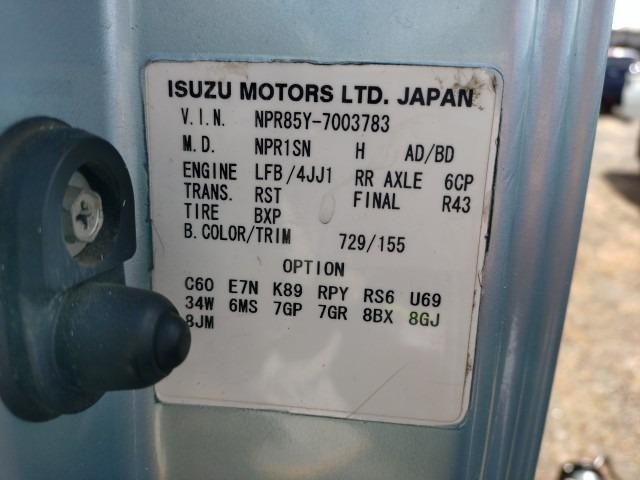 ISUZU MOTORS LTD. JAPAN
V.I.N. NPR85Y-7003783
M.D. NPR1SN H AD/BD
ENGINE LFB/4JJ1 RR AXLE 6CP
TRANS. RST FINAL R43
TIRE BXP
B.COLOR/TRIM 729/155
OPTION
C60 E7N K89 RPY RS6 U69
34W 6MS 7GP 7GR 8BX 8GJ
8JM